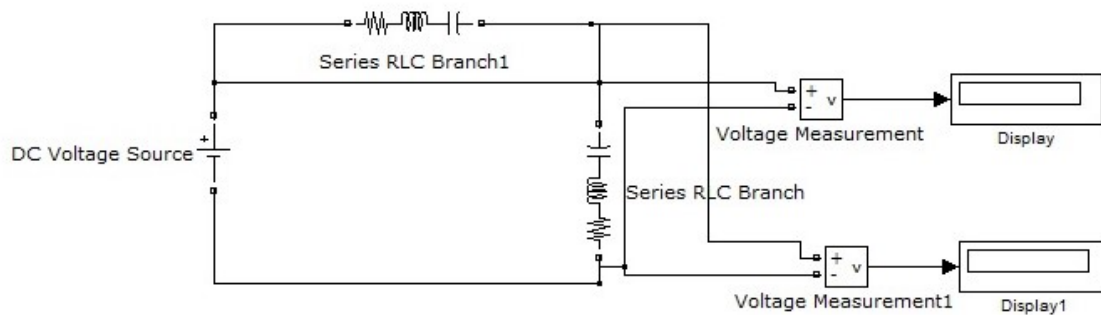 Series RLC Branch1
+
DC Voltage Source
+
-
v
Voltage Measurement
Display
Series RLC Branch
+
-
v
Voltage Measurement1
Display1